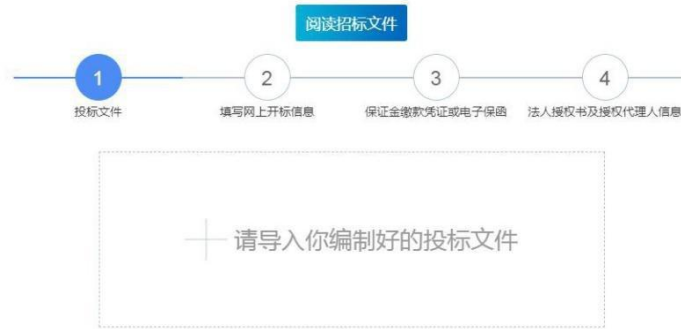 阅读招标文件
1
2
3
4
投标文件
填写网上开标信息
保证金缴款凭证或电子保函
法人授权书及授权代理人信息
请导入你编制好的投标文件